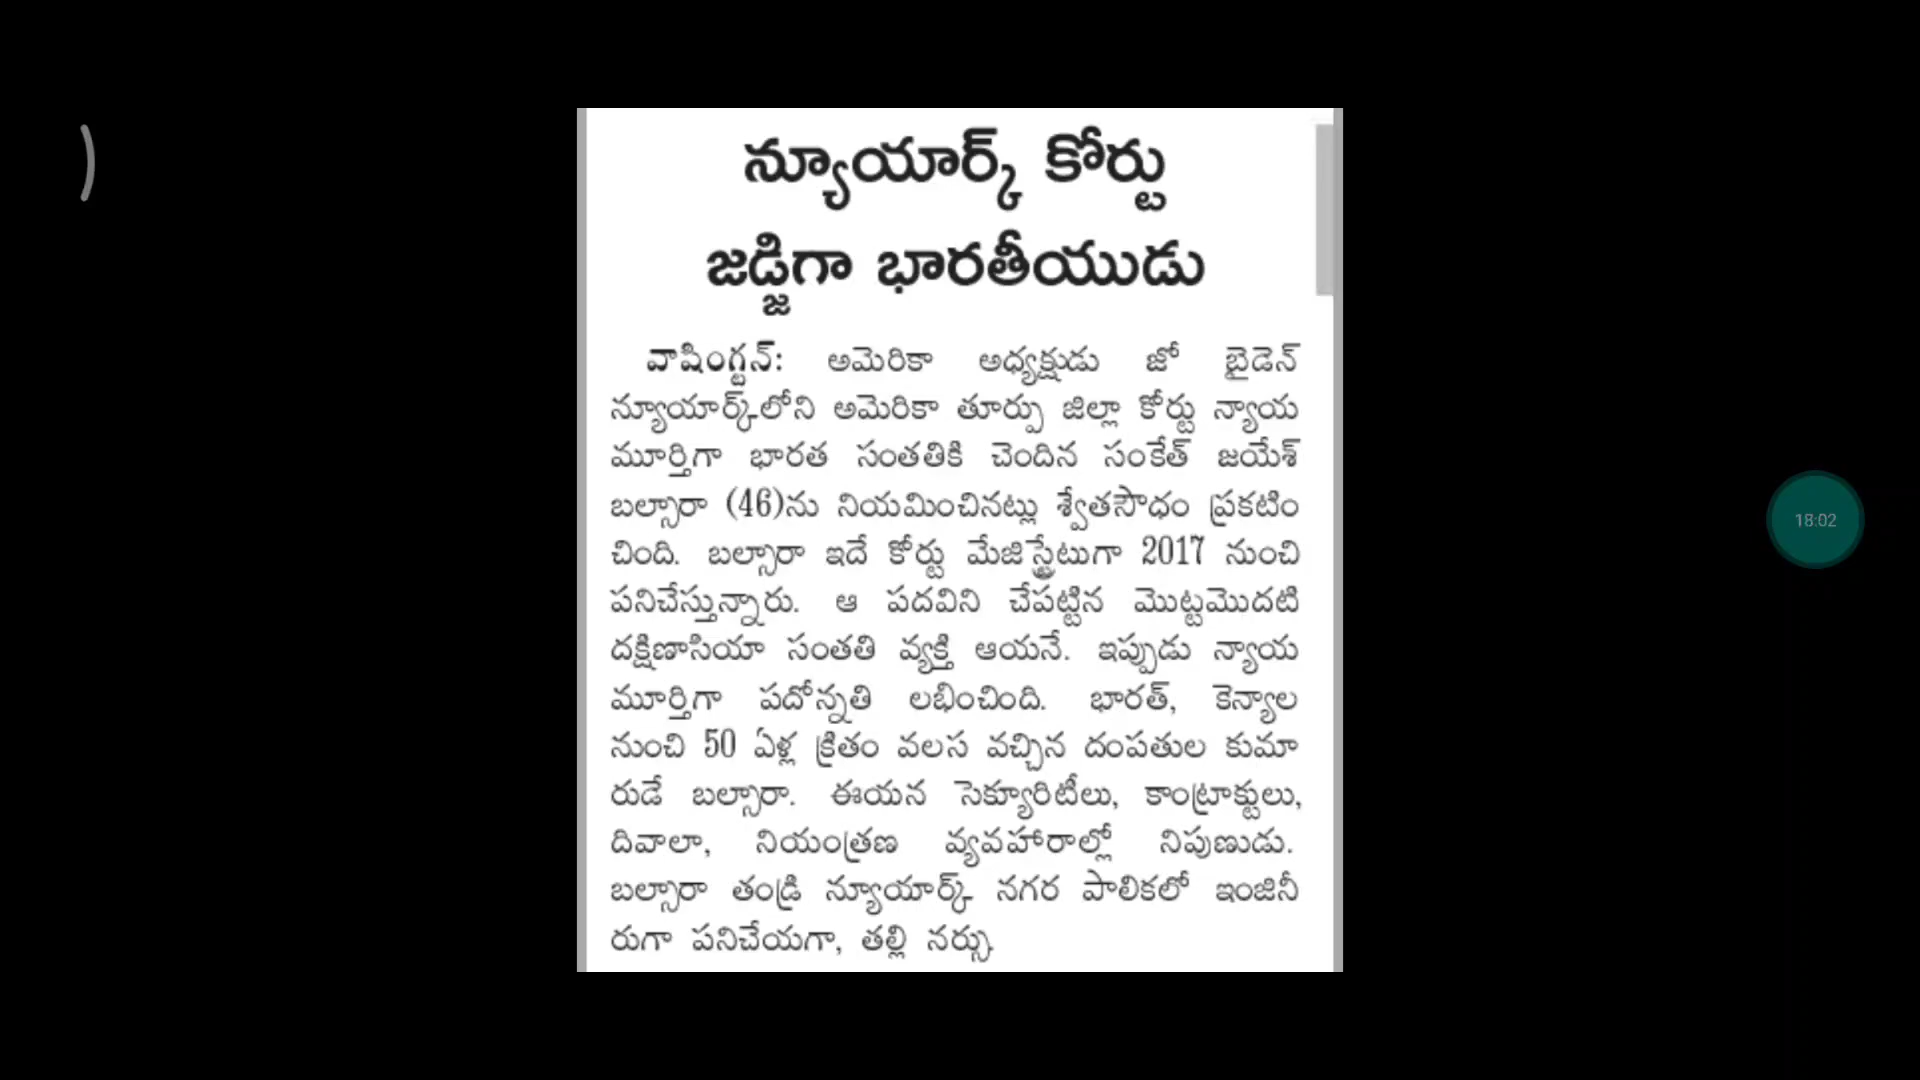 న్యూయార్క్ కోర్టు
జడ్జిగా భారతీయుడు
వాషింగ్టన్: అమెరికా అధ్యక్షుడు జో బైడెన్
న్యూయార్క్‌లోని అమెరికా తూర్పు జిల్లా కోర్టు న్యాయ
మూర్తిగా భారత సంతతికి చెందిన సంకేత్ జయేశ్
బల్సారా (46)ను నియమించినట్లు శ్వేతసౌధం ప్రకటిం
చింది. బల్సారా ఇదే కోర్టు మేజిస్ట్రేటుగా 2017 నుంచి
పనిచేస్తున్నారు. ఆ పదవిని చేపట్టిన మొట్టమొదటి
దక్షిణాసియా సంతతి వ్యక్తి ఆయనే. ఇప్పుడు న్యాయ
మూర్తిగా పదోన్నతి లభించింది. భారత్, కెన్యాల
నుంచి 50 ఏళ్ల క్రితం వలస వచ్చిన దంపతుల కుమా
రుడే బల్సారా. ఈయన సెక్యూరిటీలు, కాంట్రాక్టులు,
దివాలా, నియంత్రణ వ్యవహారాల్లో నిపుణుడు.
బల్సారా తండ్రి న్యూయార్క్ నగర పాలికలో ఇంజినీ
రుగా పనిచేయగా, తల్లి నర్సు.
18:02